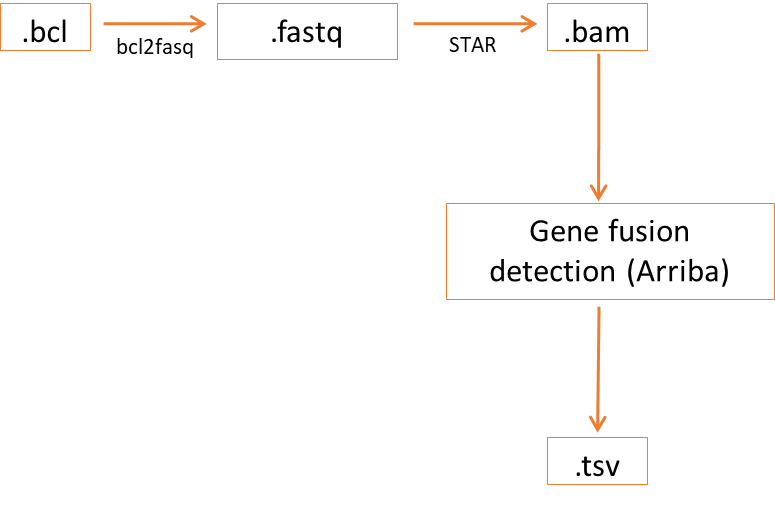 .bcl
bcl2fasq
.fastq
STAR
.bam
Gene fusion
detection (Arriba)
.tsv